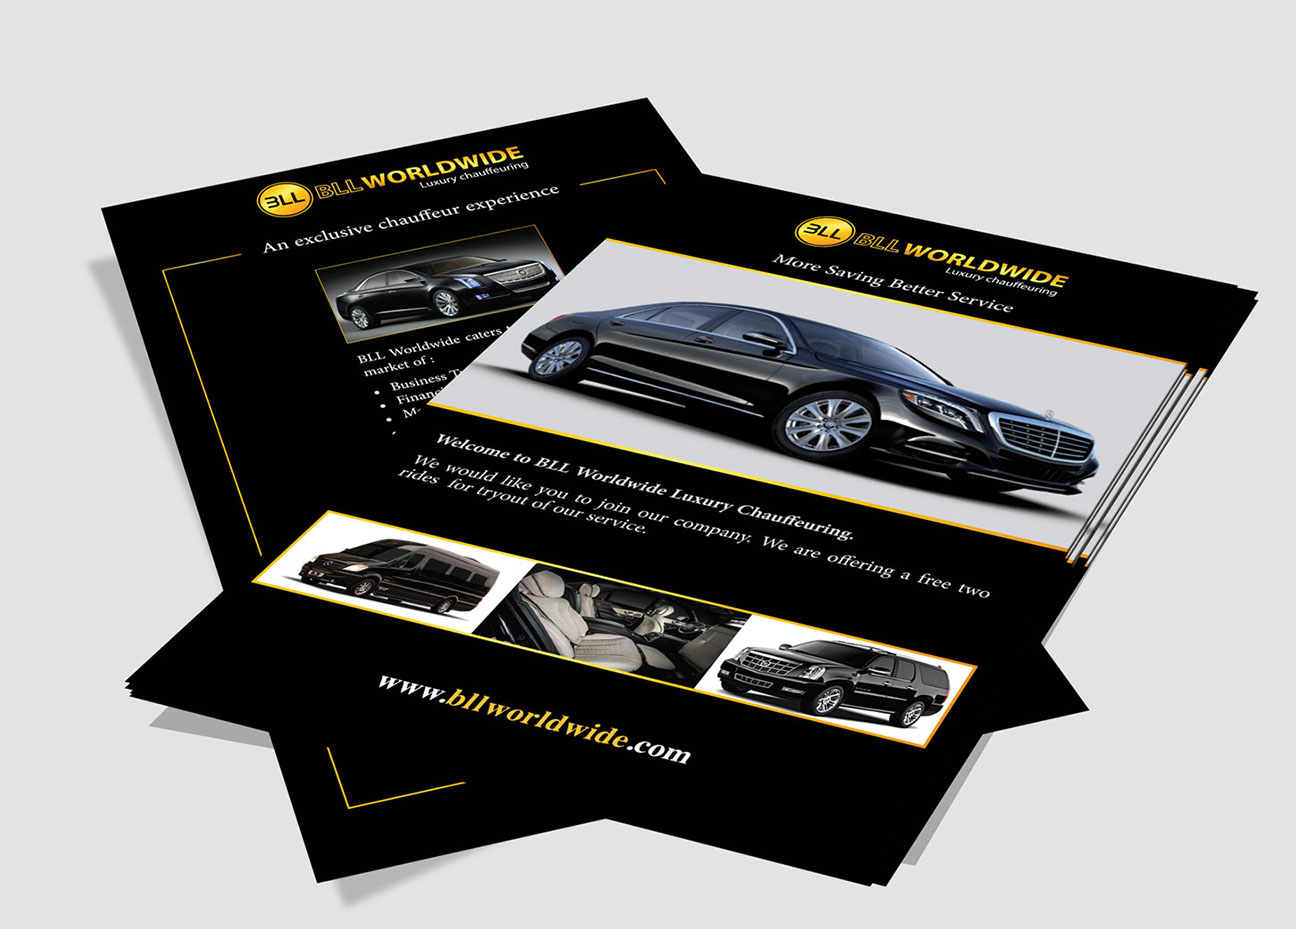 BLL BLL WORLDWIDE
Luxury chauffeuring
An exclusive chauffeur experience
BLL Worldwide caters
market of :
• Business
•
•
BLL BLL WORLDWIDE
Luxury chauffeuring
More Saving Better Service
Welcome to BLL Worldwide Luxury Chauffeuring.
We would like you to join our company. We are offering a free two
rides for tryout of our service.
www.bllworldwide.com